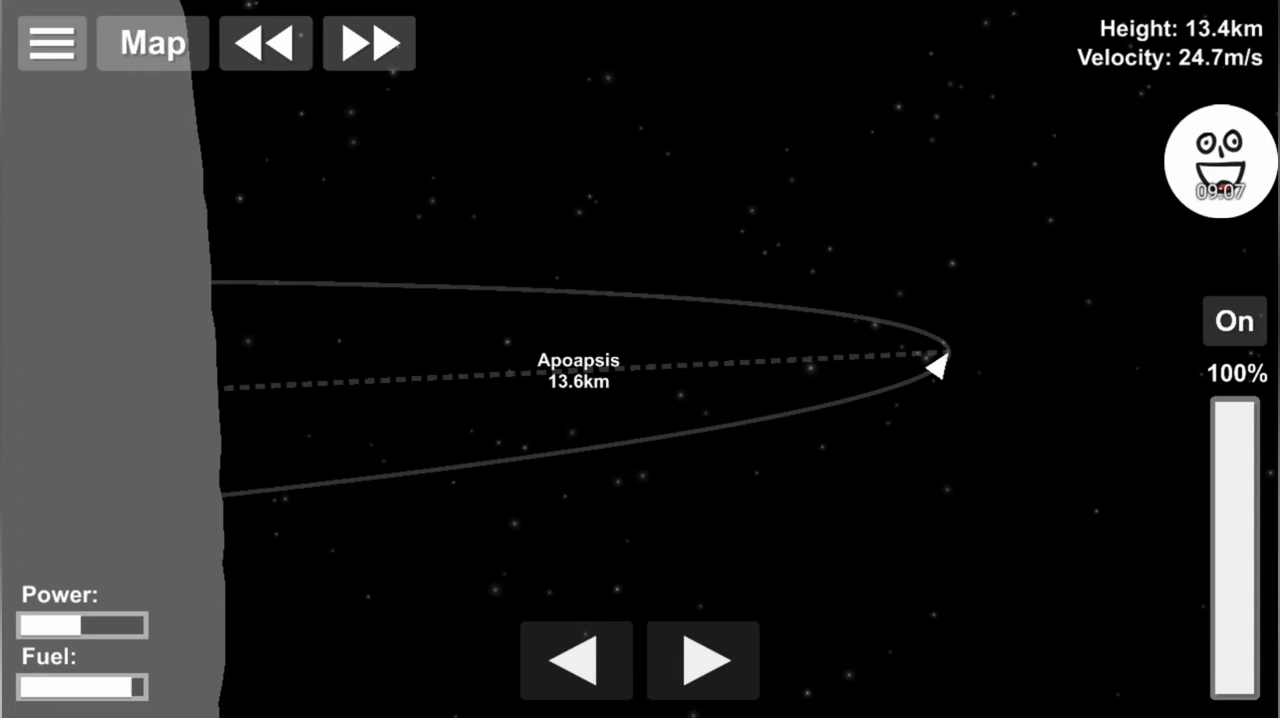 Map
Height: 13.4km
Velocity: 24.7m/s
09:07
On
100%
Apoapsis
13.6km
Power:
Fuel: